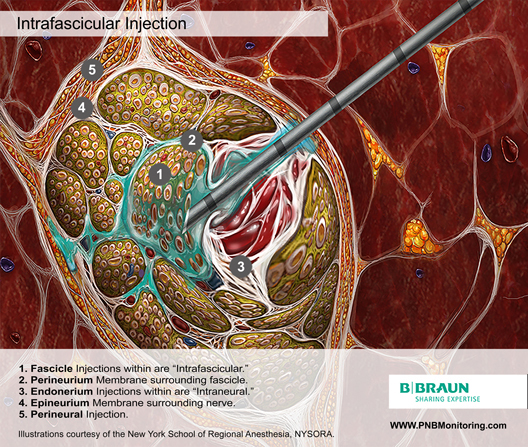 Intrafascicular Injection
5
4
2
1
3
1. Fascicle Injections within are “Intrafascicular.”
2. Perineurium Membrane surrounding fascicle.
3. Endonerium Injections within are “Intraneural.”
4. Epineurium Membrane surrounding nerve.
5. Perineural Injection.
Illustrations courtesy of the New York School of Regional Anesthesia, NYSORA.
B|BRAUN
SHARING EXPERTISE
WWW.PNBMonitoring.com